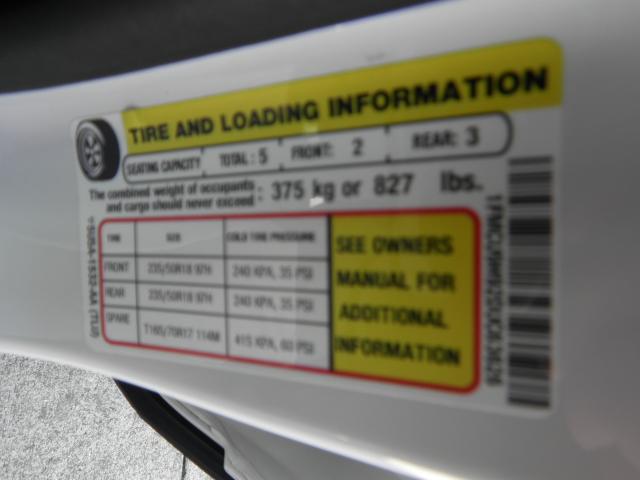 TIRE AND LOADING INFORMATION
SEATING CAPACITY TOTAL : 5 FRONT: 2 REAR: 3
The combined weight of occupants
and cargo should never exceed : 375 kg or 827 lbs.
TIRE SIZE COLD TIRE PRESSURE
FRONT 235/50R18 97H 240 KPA, 35 PSI
REAR 235/50R18 97H 240 KPA, 35 PSI
SPARE T165/70R17 114M 415 KPA, 60 PSI
SEE OWNERS
MANUAL FOR
ADDITIONAL
INFORMATION